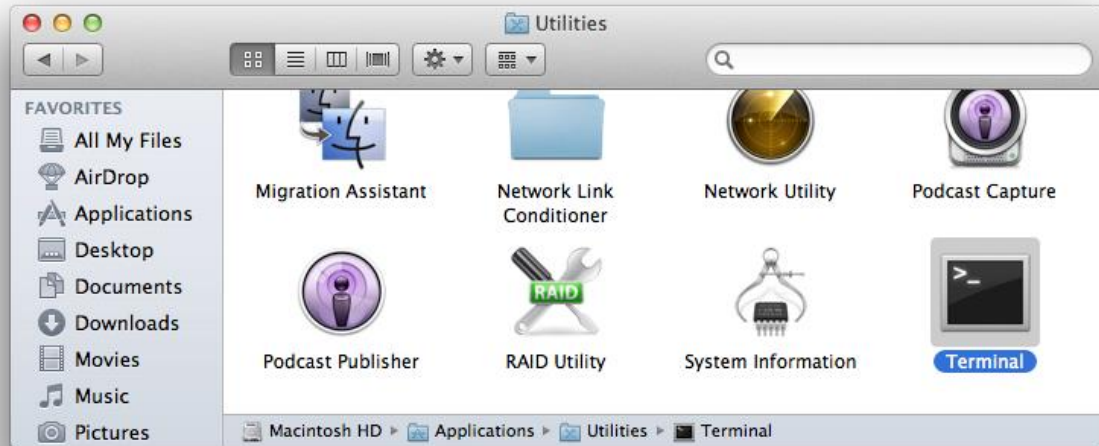 Utilities
FAVORITES
All My Files
AirDrop
Applications
Desktop
Documents
Downloads
Movies
Music
Pictures
Migration Assistant
Network Link
Conditioner
Network Utility
Podcast Capture
Podcast Publisher
RAID
RAID Utility
System Information
>_
Terminal
Macintosh HD ▸ Applications ▸ Utilities ▸ Terminal